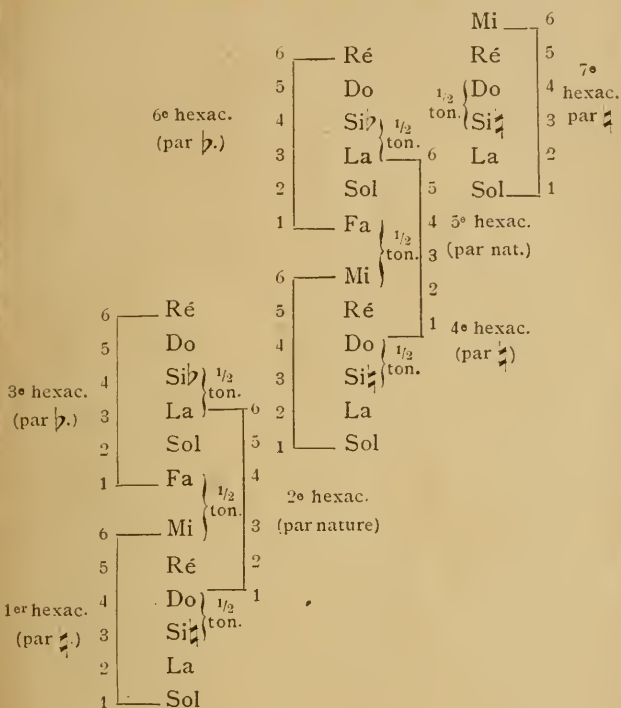 Mi 6
6 Ré Ré 5
7e
5 Do 1/2 Do 4 hexac.
6e hexac. 4 Si♭ 1/2 ton. Si♮ 3 par ♮
(par ♭.) ton.
3 La 6 La 2
2 Sol 5 Sol 1
1 Fa 4 5e hexac.
1/2
ton. 3 (par nat.)
6 Mi
2
5 Ré
1 4e hexac.
4 Do 1/2 (par ♮)
3 Si♮ ton.
2 La
1 Sol
6 Ré
5 Do
3e hexac. 4 Si♭ 1/2
ton.
(par ♭.) 3 La 6
2 Sol 5
1 Fa 4
1/2 2e hexac.
ton.
6 Mi 3 (par nature)
5 Ré 2
1er hexac. 4 Do 1/2 1
(par ♮.) 3 Si♮ ton.
2 La
1 Sol